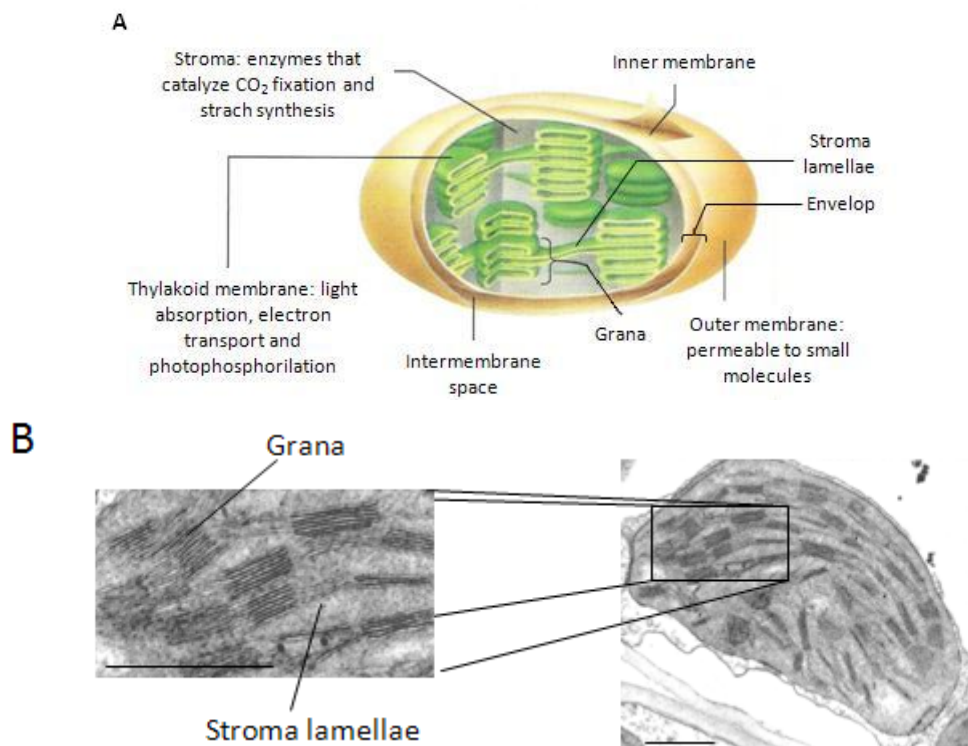 A
Stroma: enzymes that
catalyze CO₂ fixation and
strach synthesis
Inner membrane
Stroma
lamellae
Envelop
Thylakoid membrane: light
absorption, electron
transport and
photophosphorilation
Intermembrane
space
Grana
Outer membrane:
permeable to small
molecules
B
Grana
Stroma lamellae